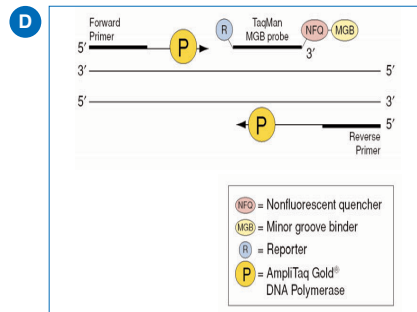 D
Forward
Primer
5′
P
R
TaqMan
MGB probe
NFQ
MGB
3′
3′
5′
5′
3′
P
5′
Reverse
Primer
NFQ = Nonfluorescent quencher
MGB = Minor groove binder
R = Reporter
P = AmpliTaq Gold®
DNA Polymerase